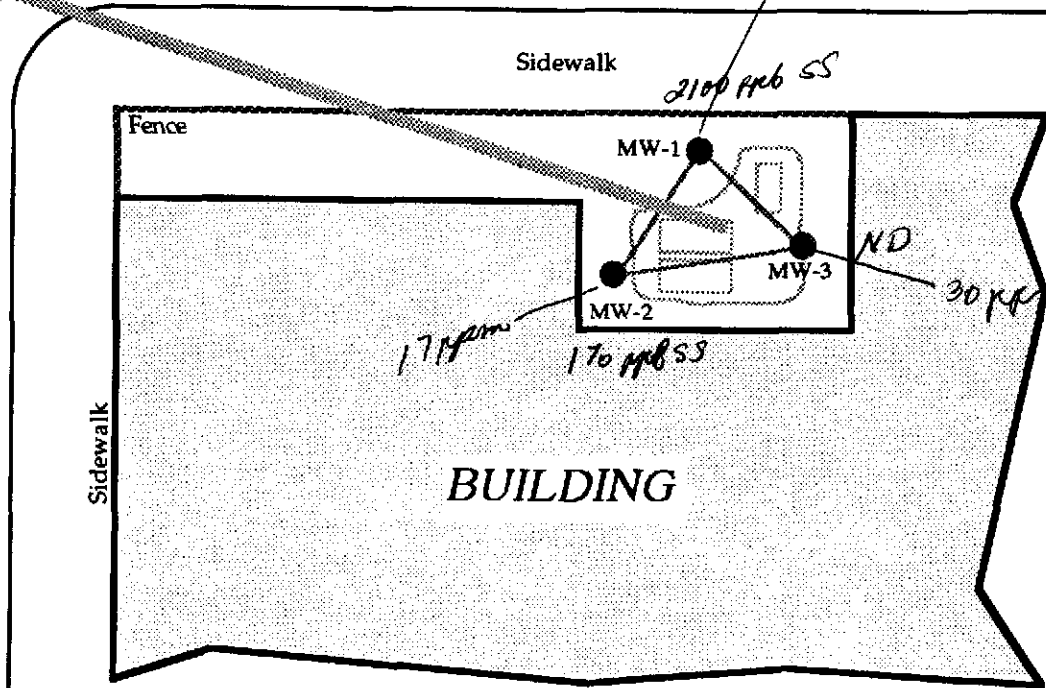 Sidewalk
2100 ppb SS
Fence
MW-1
ND
MW-3
30
MW-2
17 ppm
170 ppb SS
Sidewalk
BUILDING